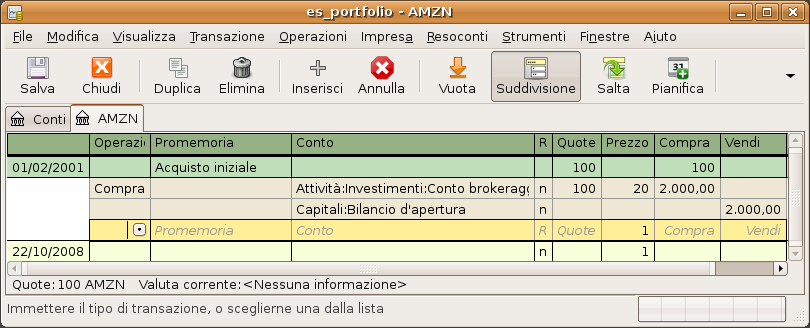 es_portfolio - AMZN
File Modifica Visualizza Transazione Operazioni Impresa Resoconti Strumenti Finestre Aiuto
Salva Chiudi Duplica Elimina Inserisci Annulla Vuota Suddivisione Salta Pianifica
Conti AMZN
Operazio Promemoria Conto R Quote Prezzo Compra Vendi
01/02/2001 Acquisto iniziale 100 100
Compra Attività:Investimenti:Conto brokeragg n 100 20 2.000,00
Capitali:Bilancio d'apertura n 2.000,00
Promemoria Conto R Quote 1 Compra Vendi
22/10/2008 n 1
Quote:100 AMZN Valuta corrente:<Nessuna informazione>
Immettere il tipo di transazione, o sceglierne una dalla lista